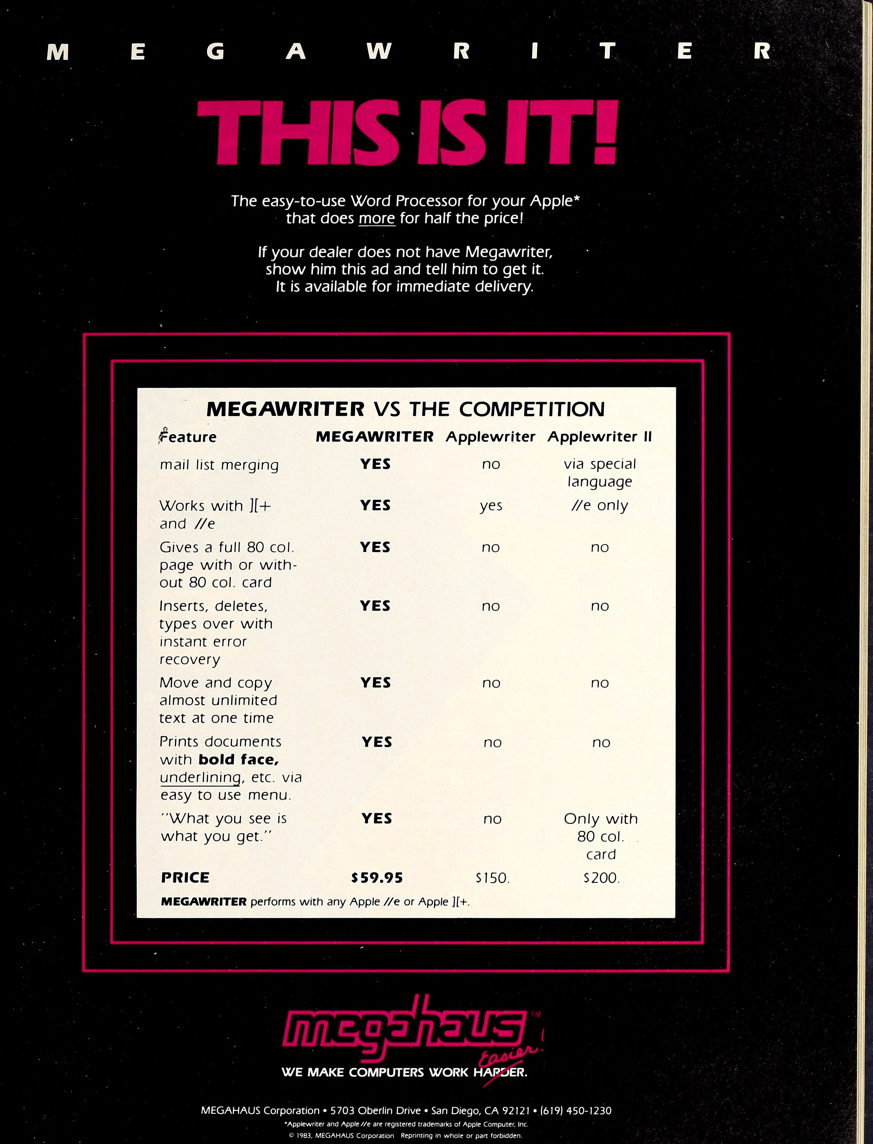 MEGAWRITER
THIS IS IT!
The easy-to-use Word Processor for your Apple*
that does more for half the price!
If your dealer does not have Megawriter,
show him this ad and tell him to get it.
It is available for immediate delivery.
MEGAWRITER VS THE COMPETITION
Feature MEGAWRITER Applewriter Applewriter II
mail list merging YES no via special
language
Works with ][+ YES yes //e only
and //e
Gives a full 80 col. YES no no
page with or with-
out 80 col. card
Inserts, deletes, YES no no
types over with
instant error
recovery
Move and copy YES no no
almost unlimited
text at one time
Prints documents YES no no
with bold face,
underlining, etc. via
easy to use menu.
"What you see is YES no Only with
what you get." 80 col.
card
PRICE $59.95 $150. $200.
MEGAWRITER performs with any Apple //e or Apple ][+.
megahaus™
Easier!
WE MAKE COMPUTERS WORK HARDER.
MEGAHAUS Corporation • 5703 Oberlin Drive • San Diego, CA 92121 • (619) 450-1230
*Applewriter and Apple //e are registered trademarks of Apple Computer, Inc.
© 1983, MEGAHAUS Corporation Reprinting in whole or part forbidden.